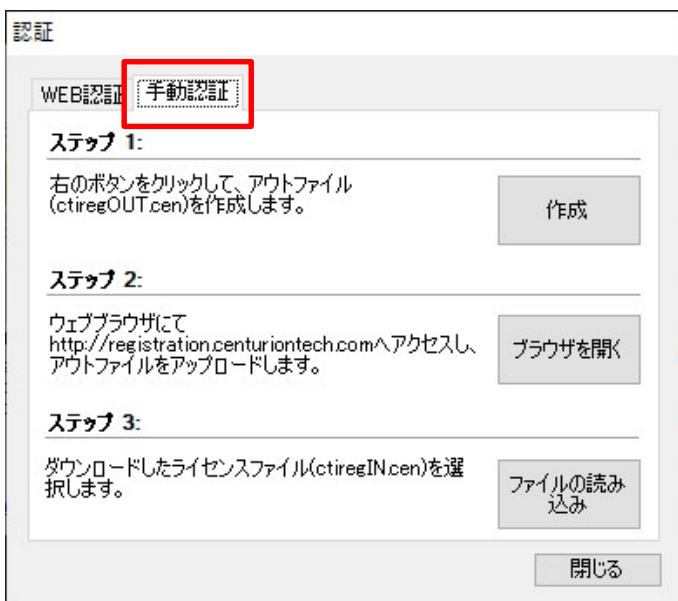 認証
WEB認証 手動認証
ステップ 1:
右のボタンをクリックして、アウトファイル
(ctiregOUT.cen)を作成します。
作成
ステップ 2:
ウェブブラウザにて
http://registration.centuriontech.comへアクセスし、
アウトファイルをアップロードします。
ブラウザを開く
ステップ 3:
ダウンロードしたライセンスファイル(ctiregIN.cen)を選
択します。
ファイルの読み
込み
閉じる